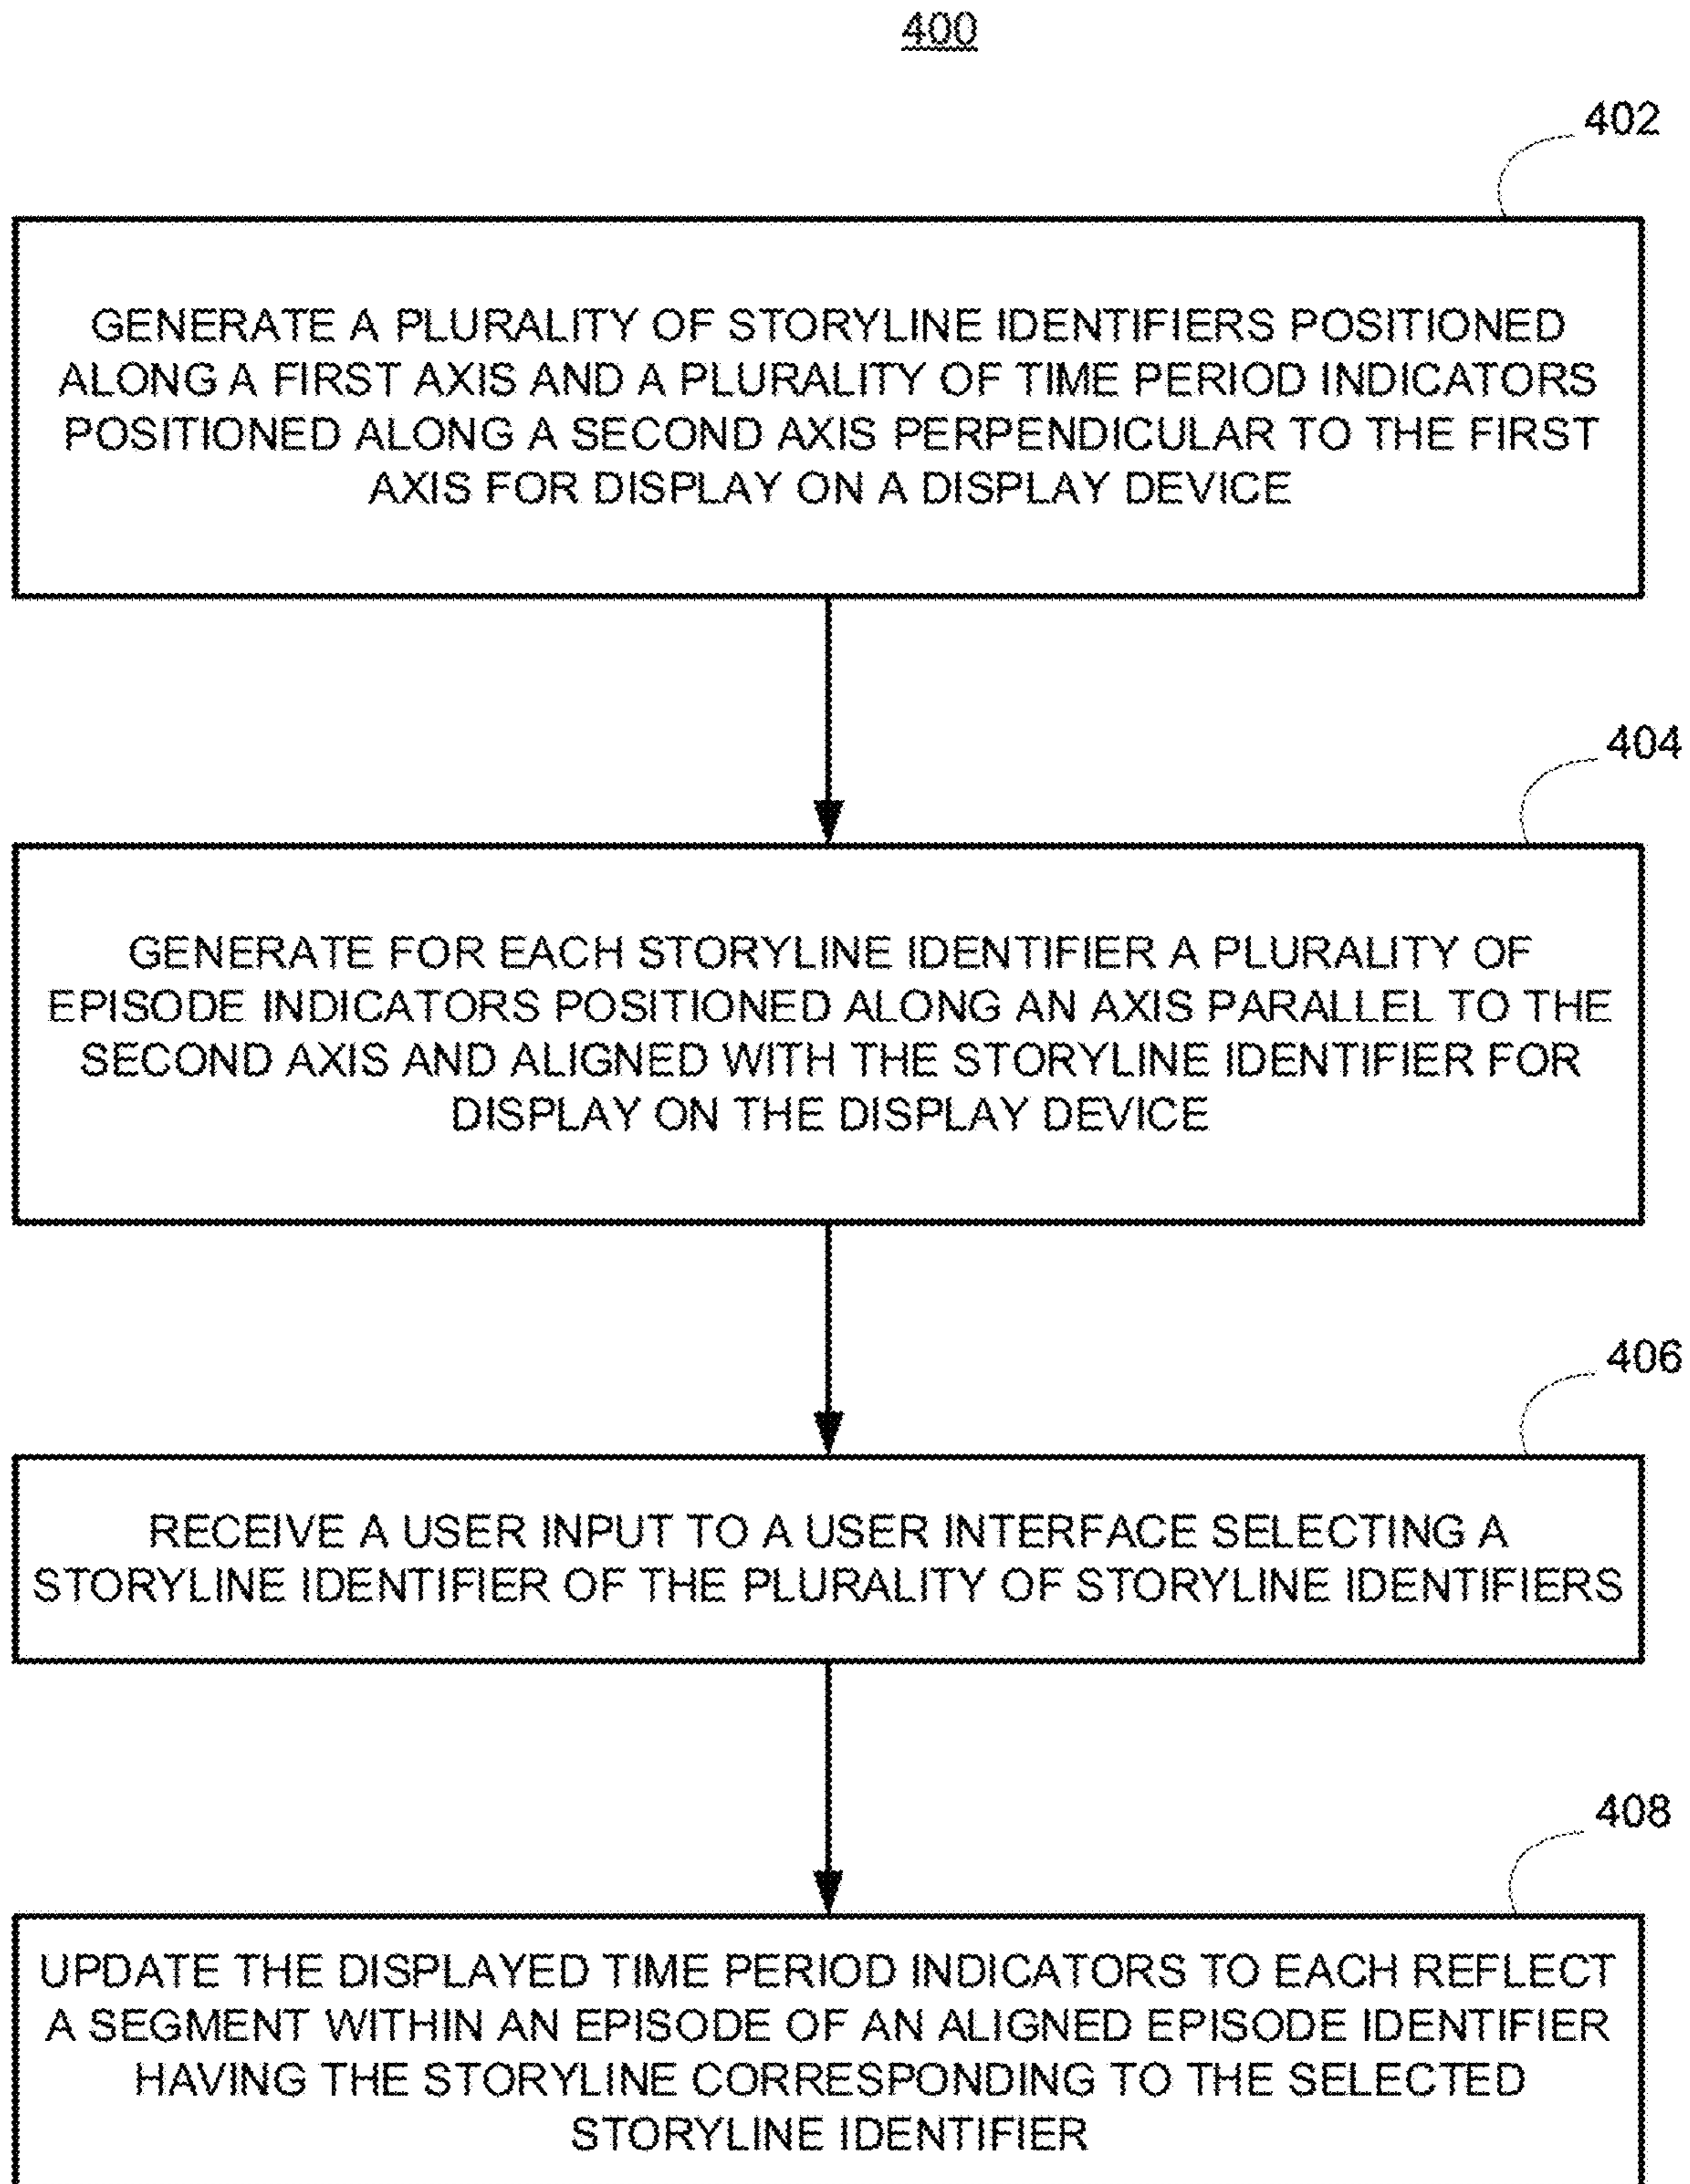 400
402
GENERATE A PLURALITY OF STORYLINE IDENTIFIERS POSITIONED
ALONG A FIRST AXIS AND A PLURALITY OF TIME PERIOD INDICATORS
POSITIONED ALONG A SECOND AXIS PERPENDICULAR TO THE FIRST
AXIS FOR DISPLAY ON A DISPLAY DEVICE
404
GENERATE FOR EACH STORYLINE IDENTIFIER A PLURALITY OF
EPISODE INDICATORS POSITIONED ALONG AN AXIS PARALLEL TO THE
SECOND AXIS AND ALIGNED WITH THE STORYLINE IDENTIFIER FOR
DISPLAY ON THE DISPLAY DEVICE
406
RECEIVE A USER INPUT TO A USER INTERFACE SELECTING A
STORYLINE IDENTIFIER OF THE PLURALITY OF STORYLINE IDENTIFIERS
408
UPDATE THE DISPLAYED TIME PERIOD INDICATORS TO EACH REFLECT
A SEGMENT WITHIN AN EPISODE OF AN ALIGNED EPISODE IDENTIFIER
HAVING THE STORYLINE CORRESPONDING TO THE SELECTED
STORYLINE IDENTIFIER